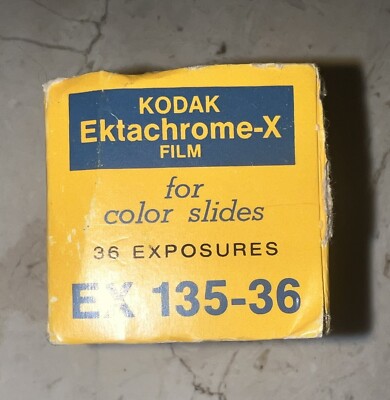 KODAK
Ektachrome-X
FILM
for
color slides
36 EXPOSURES
EX 135-36